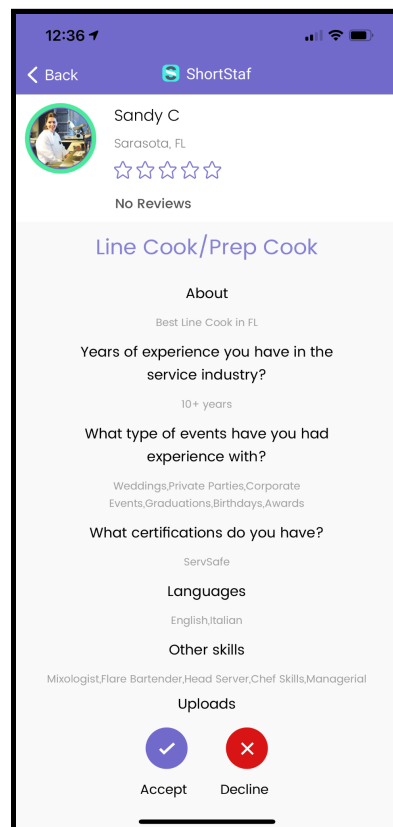 12:36
Back
ShortStaf
Sandy C
Sarasota, FL
No Reviews
Line Cook/Prep Cook
About
Best Line Cook in FL
Years of experience you have in the
service industry?
10+ years
What type of events have you had
experience with?
Weddings,Private Parties,Corporate
Events,Graduations,Birthdays,Awards
What certifications do you have?
ServSafe
Languages
English,Italian
Other skills
Mixologist,Flare Bartender,Head Server,Chef Skills,Managerial
Uploads
Accept
Decline